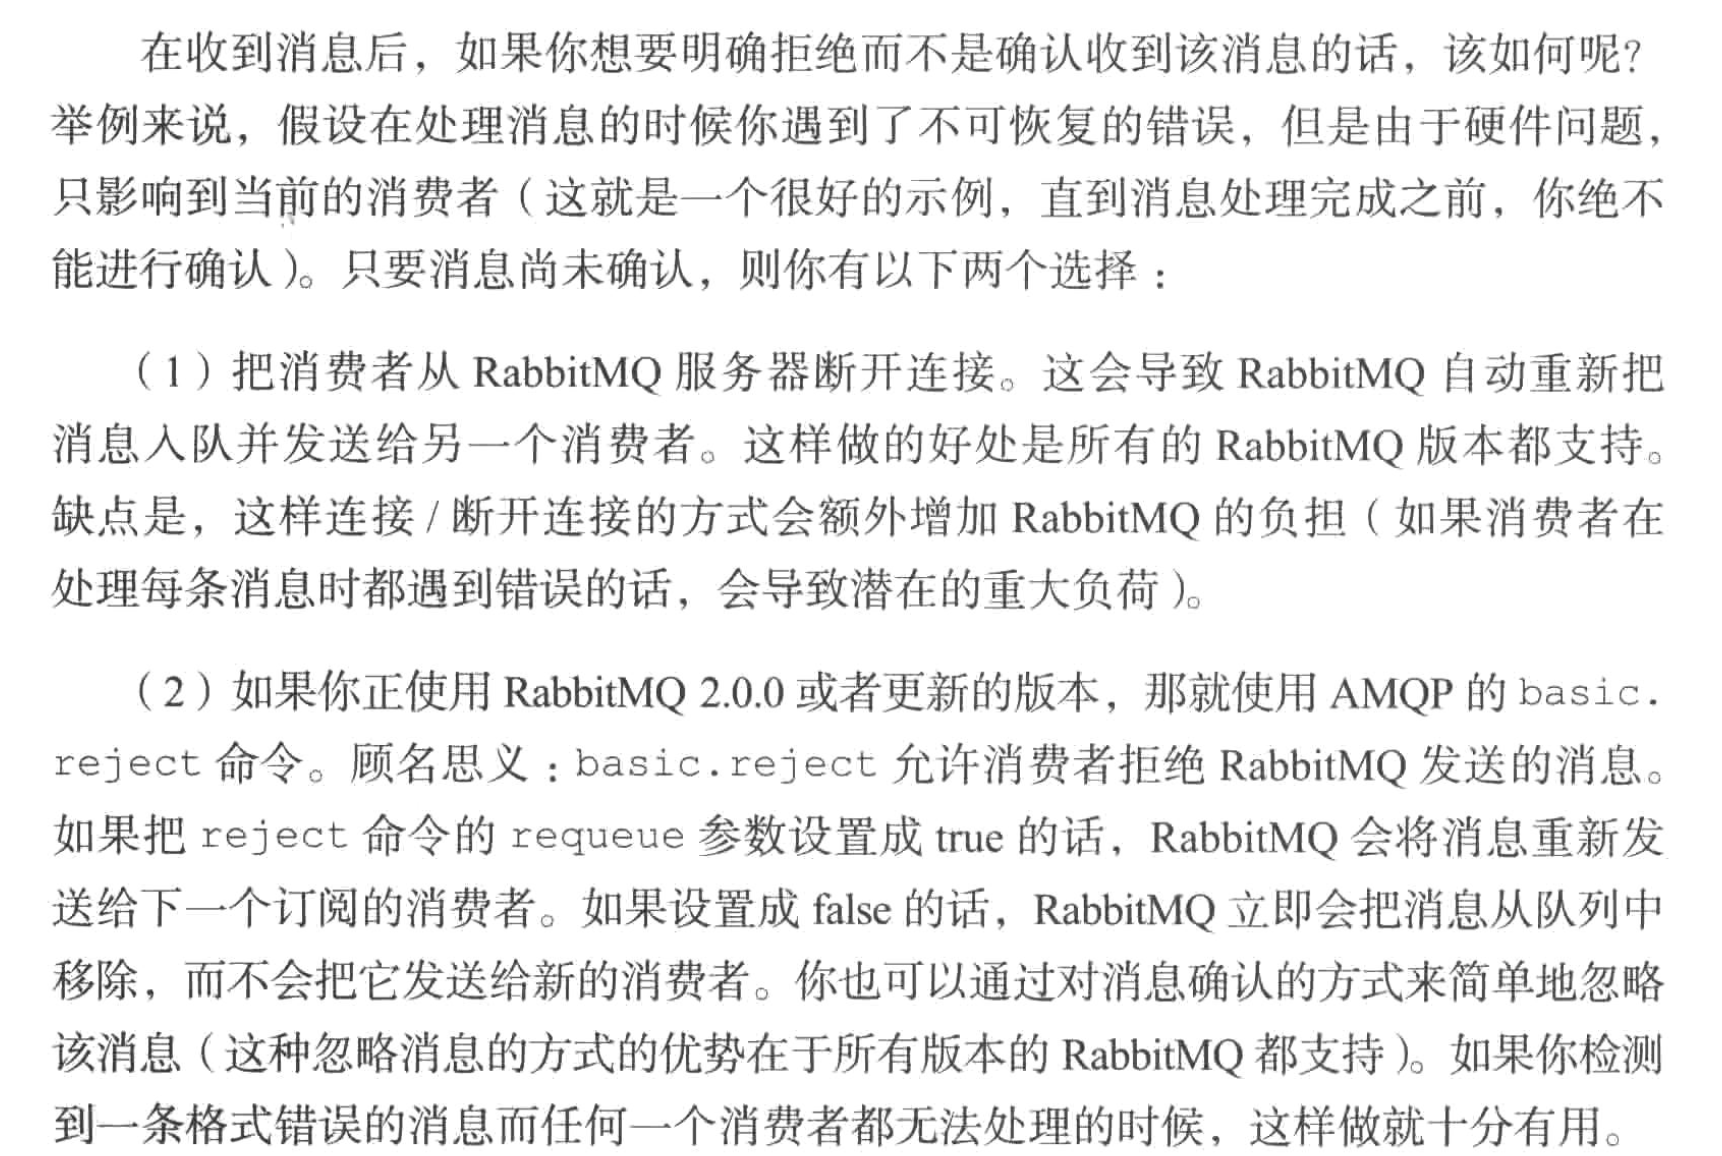 在收到消息后，如果你想要明确拒绝而不是确认收到该消息的话，该如何呢？
举例来说，假设在处理消息的时候你遇到了不可恢复的错误，但是由于硬件问题，
只影响到当前的消费者（这就是一个很好的示例，直到消息处理完成之前，你绝不
能进行确认）。只要消息尚未确认，则你有以下两个选择：
（1）把消费者从 RabbitMQ 服务器断开连接。这会导致 RabbitMQ 自动重新把
消息入队并发送给另一个消费者。这样做的好处是所有的 RabbitMQ 版本都支持。
缺点是，这样连接 / 断开连接的方式会额外增加 RabbitMQ 的负担（如果消费者在
处理每条消息时都遇到错误的话，会导致潜在的重大负荷）。
（2）如果你正使用 RabbitMQ 2.0.0 或者更新的版本，那就使用 AMQP 的 basic.
reject 命令。顾名思义：basic.reject 允许消费者拒绝 RabbitMQ 发送的消息。
如果把 reject 命令的 requeue 参数设置成 true 的话，RabbitMQ 会将消息重新发
送给下一个订阅的消费者。如果设置成 false 的话，RabbitMQ 立即会把消息从队列中
移除，而不会把它发送给新的消费者。你也可以通过对消息确认的方式来简单地忽略
该消息（这种忽略消息的方式的优势在于所有版本的 RabbitMQ 都支持）。如果你检测
到一条格式错误的消息而任何一个消费者都无法处理的时候，这样做就十分有用。